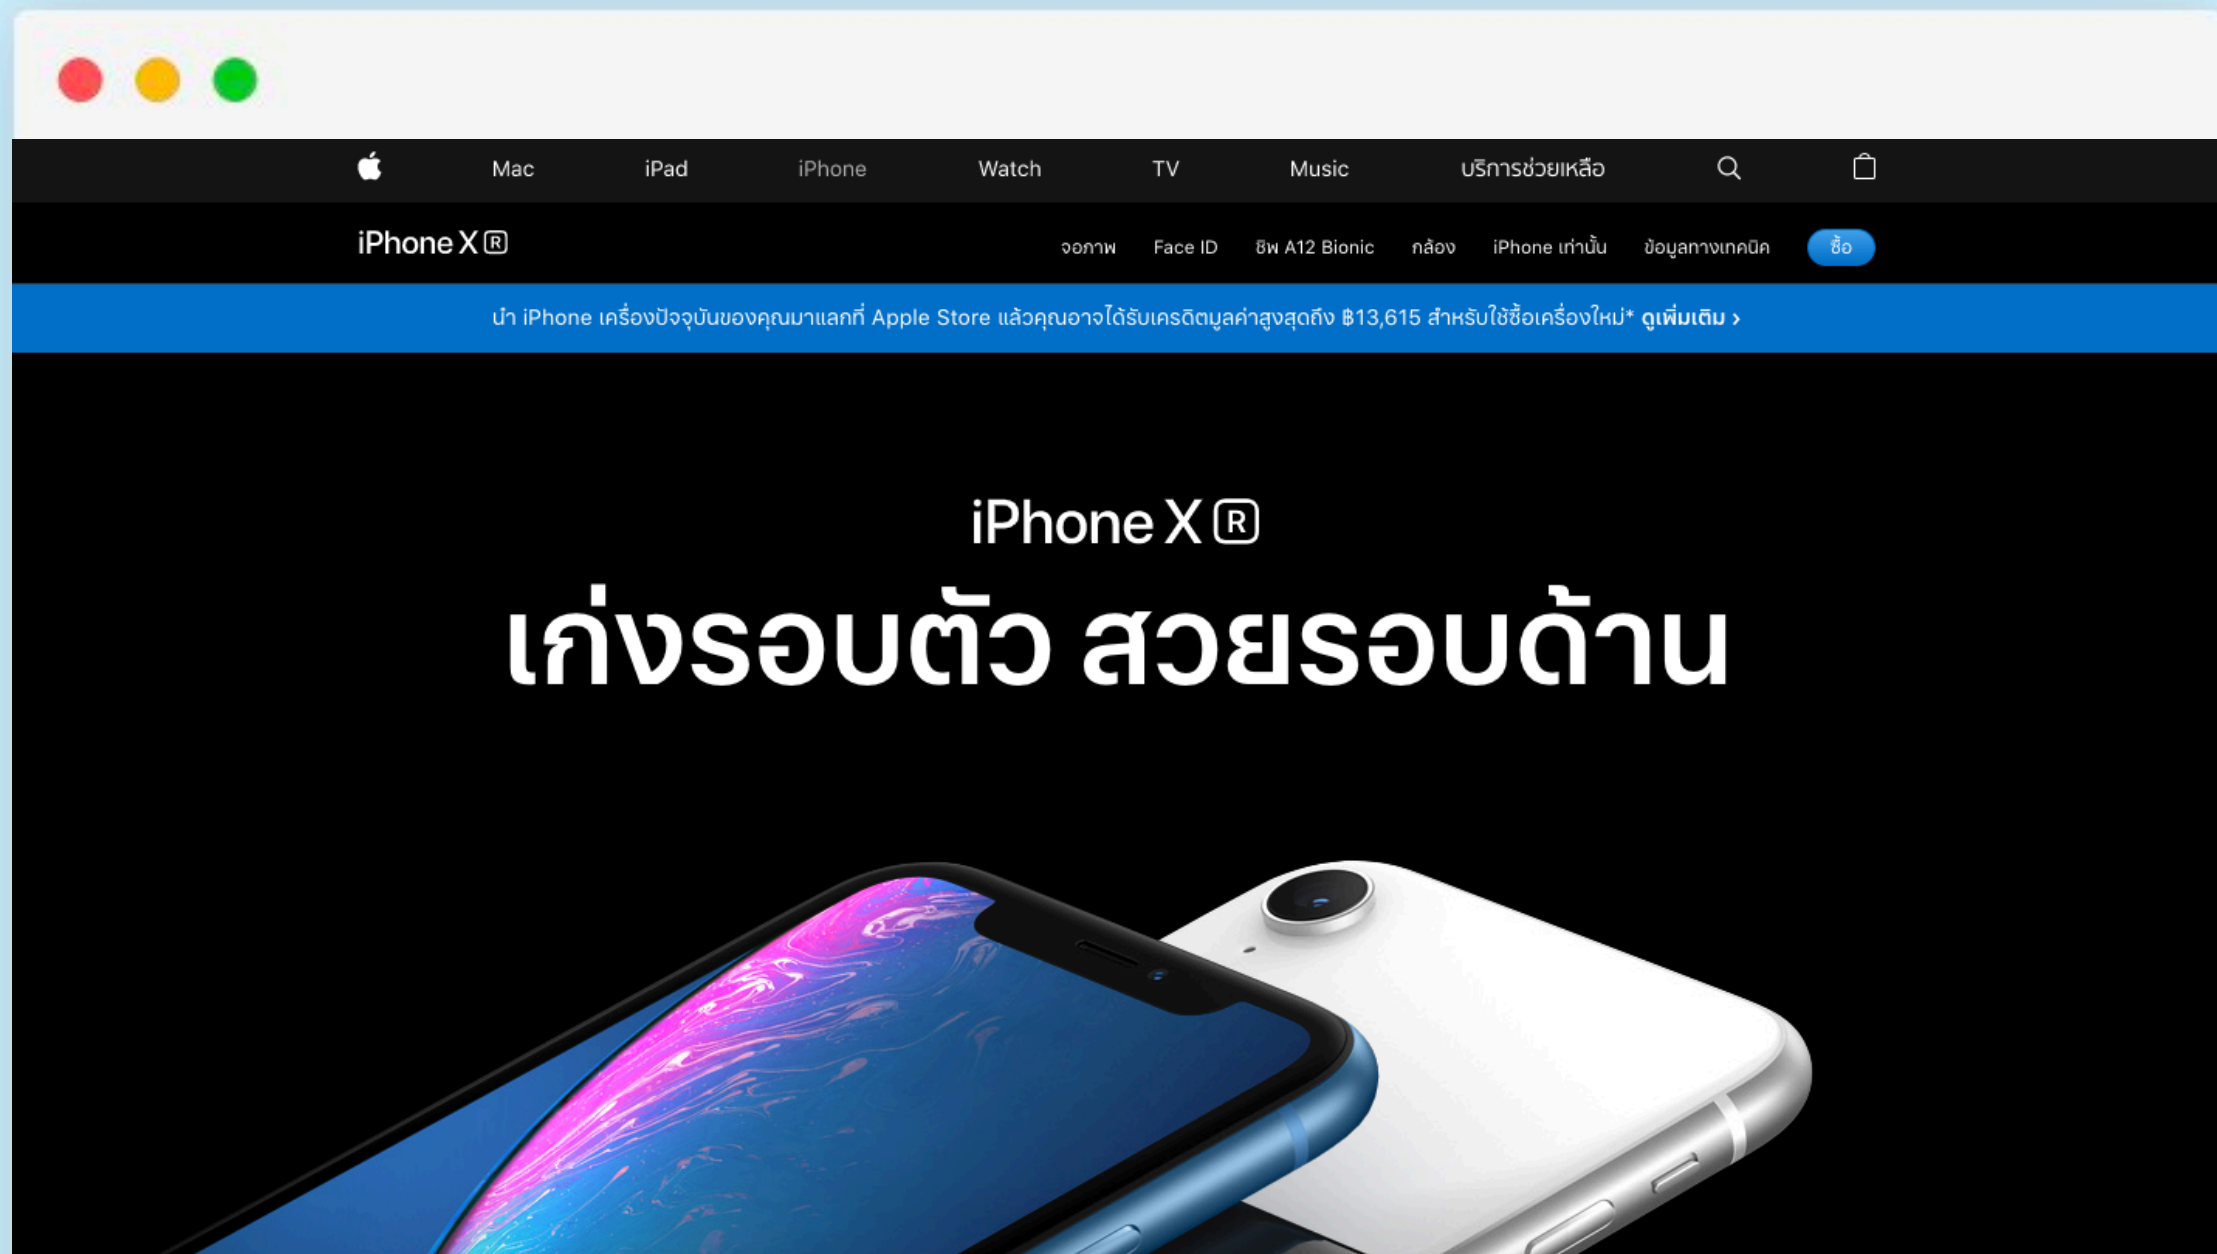 Mac iPad iPhone Watch TV Music บริการช่วยเหลือ
iPhone XR
จอภาพ Face ID ชิพ A12 Bionic กล้อง iPhone เท่านั้น ข้อมูลทางเทคนิค ซื้อ
นำ iPhone เครื่องปัจจุบันของคุณมาแลกที่ Apple Store แล้วคุณอาจได้รับเครดิตมูลค่าสูงสุดถึง ฿13,615 สำหรับใช้ซื้อเครื่องใหม่* ดูเพิ่มเติม >
iPhone XR
เก่งรอบตัว สวยรอบด้าน